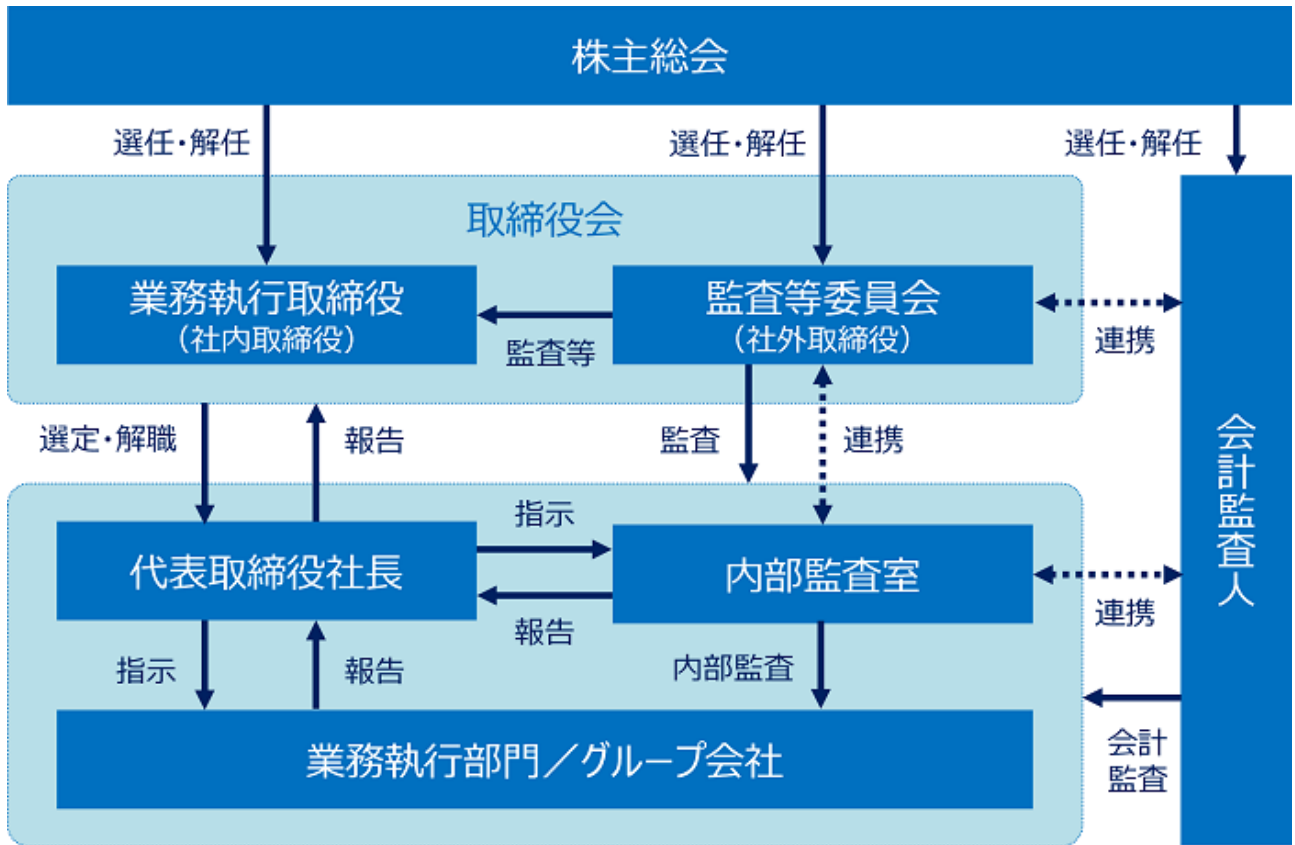 株主総会
選任・解任
選任・解任
選任・解任
取締役会
業務執行取締役
（社内取締役）
監査等
監査等委員会
（社外取締役）
連携
選定・解職
報告
監査
連携
会計監査人
指示
代表取締役社長
内部監査室
報告
連携
指示
報告
内部監査
業務執行部門／グループ会社
会計
監査